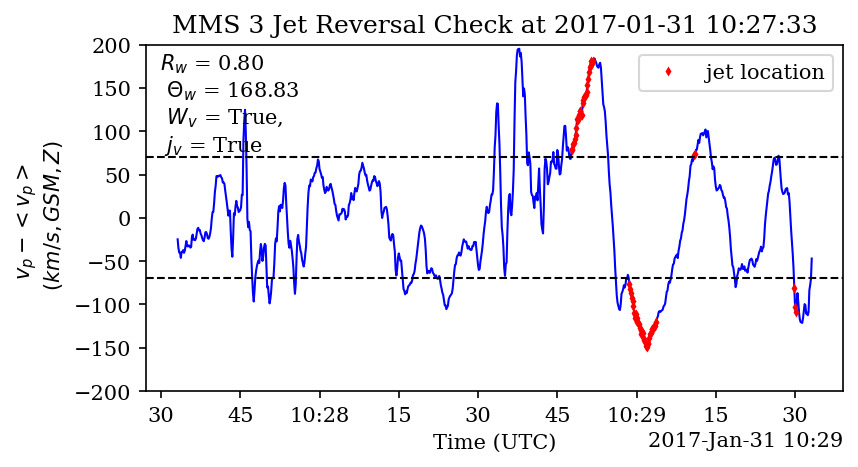 MMS 3 Jet Reversal Check at 2017-01-31 10:27:33
R_w = 0.80
Θ_w = 168.83
W_v = True,
j_v = True
jet location
v_p − < v_p >
(km/s, GSM, Z)
200
150
100
50
0
−50
−100
−150
−200
30 45 10:28 15 30 45 10:29 15 30
Time (UTC)
2017-Jan-31 10:29